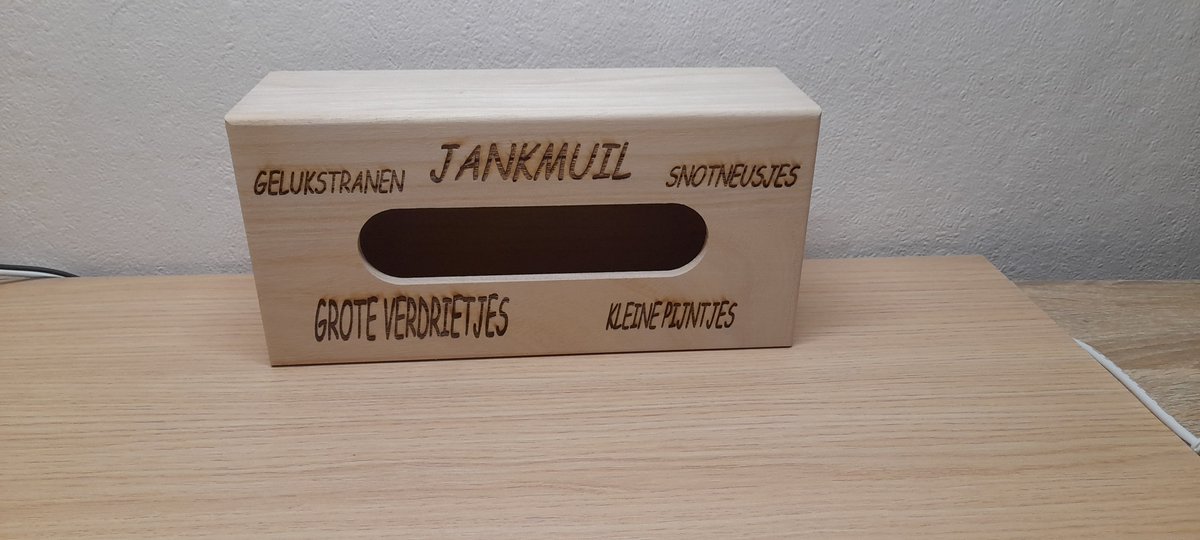 JANKMUIL
GELUKSTRANEN
SNOTNEUSJES
GROTE VERDRIETJES
KLEINE PIJNTJES